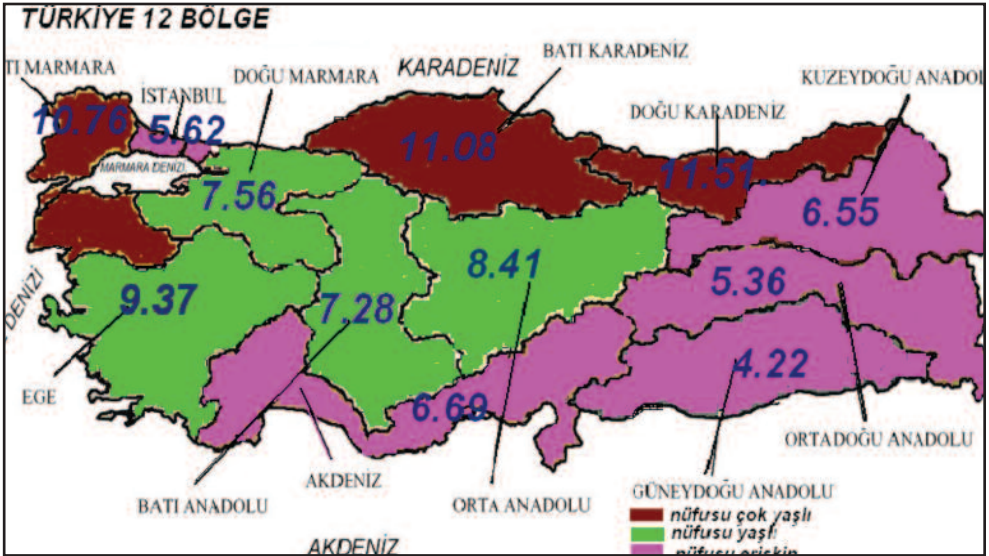 TÜRKİYE 12 BÖLGE
TI MARMARA
İSTANBUL
DOĞU MARMARA
KARADENİZ
BATI KARADENİZ
DOĞU KARADENİZ
KUZEYDOĞU ANADOL
10.76
5.62
MARMARA DENİZİ
11.08
11.51.
7.56
6.55
8.41
5.36
9.37
7.28
4.22
DENİZİ
EGE
6.69
BATI ANADOLU
AKDENİZ
ORTA ANADOLU
ORTADOĞU ANADOLU
GÜNEYDOĞU ANADOLU
nüfusu çok yaşlı
nüfusu yaşlı
nüfusu erişkin
AKDENİZ